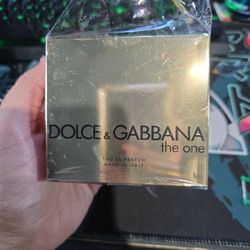 DOLCE & GABBANA
the one
EAU DE PARFUM
MADE IN ITALY